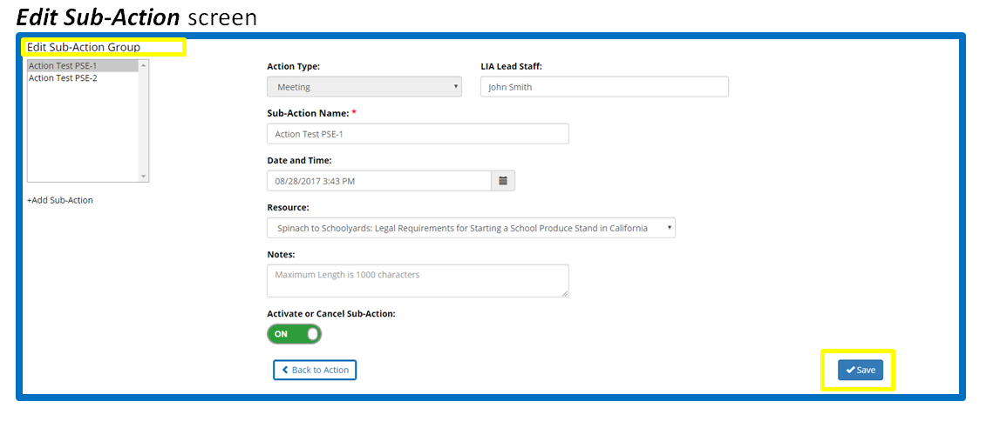 Edit Sub-Action screen
Edit Sub-Action Group
Action Test PSE-1
Action Test PSE-2
+Add Sub-Action
Action Type:
LIA Lead Staff:
Meeting
John Smith
Sub-Action Name: *
Action Test PSE-1
Date and Time:
08/28/2017 3:43 PM
Resource:
Spinach to Schoolyards: Legal Requirements for Starting a School Produce Stand in California
Notes:
Maximum Length is 1000 characters
Activate or Cancel Sub-Action:
ON
Back to Action
Save